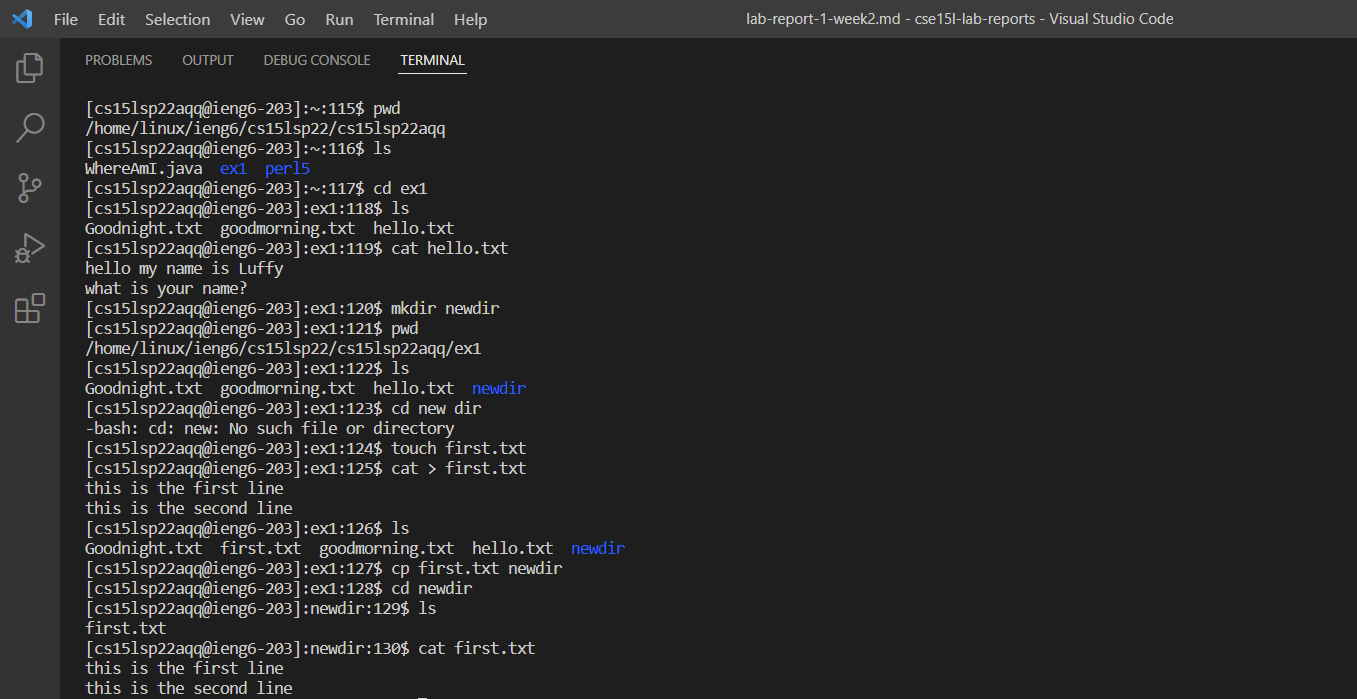 File Edit Selection View Go Run Terminal Help lab-report-1-week2.md - cse15l-lab-reports - Visual Studio Code
PROBLEMS OUTPUT DEBUG CONSOLE TERMINAL
[cs15lsp22aqq@ieng6-203]:~:115$ pwd
/home/linux/ieng6/cs15lsp22/cs15lsp22aqq
[cs15lsp22aqq@ieng6-203]:~:116$ ls
WhereAmI.java  ex1  perl5
[cs15lsp22aqq@ieng6-203]:~:117$ cd ex1
[cs15lsp22aqq@ieng6-203]:ex1:118$ ls
Goodnight.txt  goodmorning.txt  hello.txt
[cs15lsp22aqq@ieng6-203]:ex1:119$ cat hello.txt
hello my name is Luffy
what is your name?
[cs15lsp22aqq@ieng6-203]:ex1:120$ mkdir newdir
[cs15lsp22aqq@ieng6-203]:ex1:121$ pwd
/home/linux/ieng6/cs15lsp22/cs15lsp22aqq/ex1
[cs15lsp22aqq@ieng6-203]:ex1:122$ ls
Goodnight.txt  goodmorning.txt  hello.txt  newdir
[cs15lsp22aqq@ieng6-203]:ex1:123$ cd new dir
-bash: cd: new: No such file or directory
[cs15lsp22aqq@ieng6-203]:ex1:124$ touch first.txt
[cs15lsp22aqq@ieng6-203]:ex1:125$ cat > first.txt
this is the first line
this is the second line
[cs15lsp22aqq@ieng6-203]:ex1:126$ ls
Goodnight.txt  first.txt  goodmorning.txt  hello.txt  newdir
[cs15lsp22aqq@ieng6-203]:ex1:127$ cp first.txt newdir
[cs15lsp22aqq@ieng6-203]:ex1:128$ cd newdir
[cs15lsp22aqq@ieng6-203]:newdir:129$ ls
first.txt
[cs15lsp22aqq@ieng6-203]:newdir:130$ cat first.txt
this is the first line
this is the second line